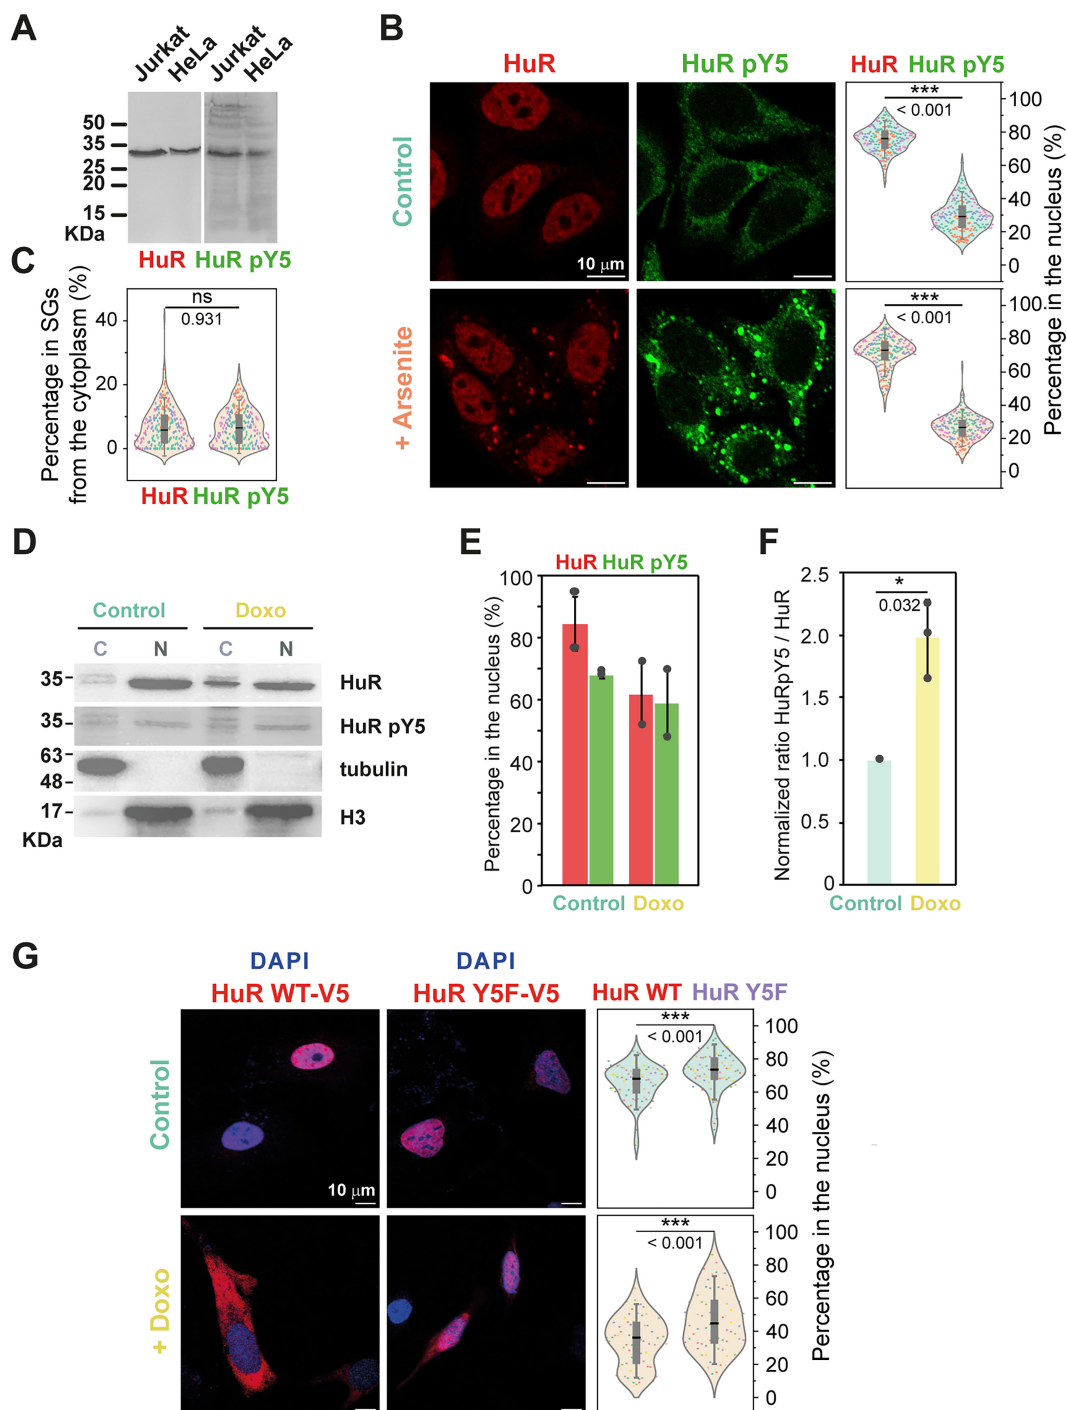 A
Jurkat
HeLa
Jurkat
HeLa
50
35
25
20
15
KDa
HuR HuR pY5
B
HuR
HuR pY5
HuR HuR pY5
Control
10 µm
***
< 0.001
100
80
60
40
20
0
+ Arsenite
***
< 0.001
100
80
60
40
20
0
Percentage in the nucleus (%)
C
Percentage in SGs
from the cytoplasm (%)
ns
0.931
40
20
0
HuR HuR pY5
D
Control Doxo
C N C N
35 HuR
35 HuR pY5
63
48
tubulin
17 H3
KDa
E
HuR HuR pY5
Percentage in the nucleus (%)
100
80
60
40
20
0
Control Doxo
F
Normalized ratio HuRpY5 / HuR
*
0.032
2.5
2.0
1.0
0.5
0
Control Doxo
G
DAPI
HuR WT-V5
DAPI
HuR Y5F-V5
HuR WT HuR Y5F
Control
10 µm
***
< 0.001
100
80
60
40
20
0
+ Doxo
***
< 0.001
100
80
60
40
20
0
Percentage in the nucleus (%)